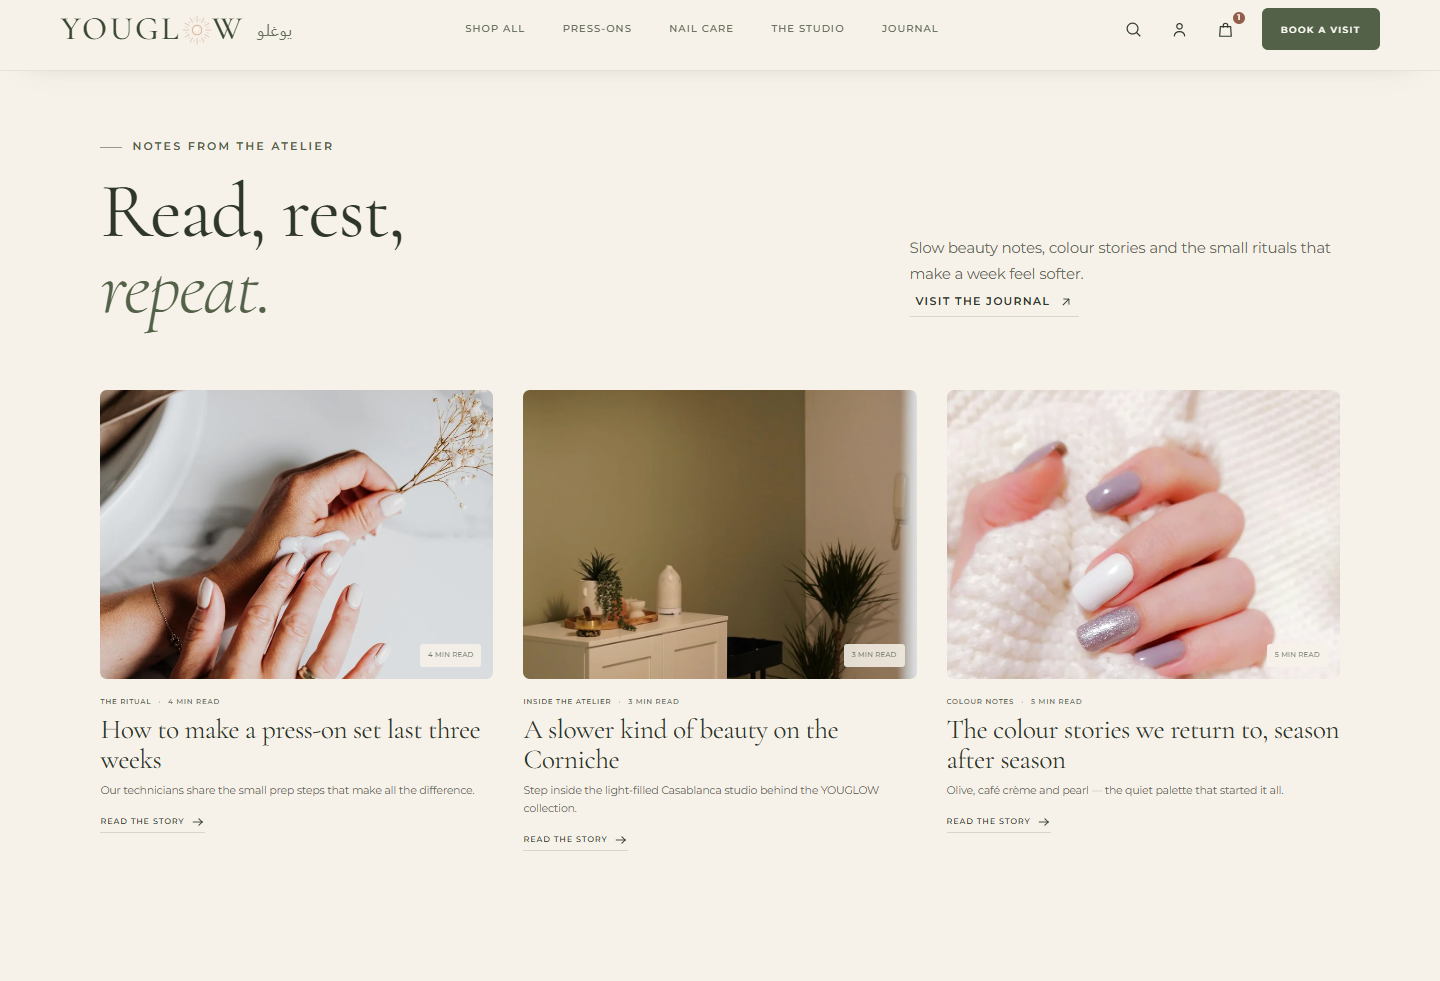 YOUGLOW يوغلو
SHOP ALL
PRESS-ONS
NAIL CARE
THE STUDIO
JOURNAL
1
BOOK A VISIT
NOTES FROM THE ATELIER
Read, rest,
repeat.
Slow beauty notes, colour stories and the small rituals that
make a week feel softer.
VISIT THE JOURNAL
4 MIN READ
3 MIN READ
5 MIN READ
THE RITUAL · 4 MIN READ
How to make a press-on set last three
weeks
Our technicians share the small prep steps that make all the difference.
READ THE STORY
INSIDE THE ATELIER · 3 MIN READ
A slower kind of beauty on the
Corniche
Step inside the light-filled Casablanca studio behind the YOUGLOW
collection.
READ THE STORY
COLOUR NOTES · 5 MIN READ
The colour stories we return to, season
after season
Olive, café crème and pearl — the quiet palette that started it all.
READ THE STORY